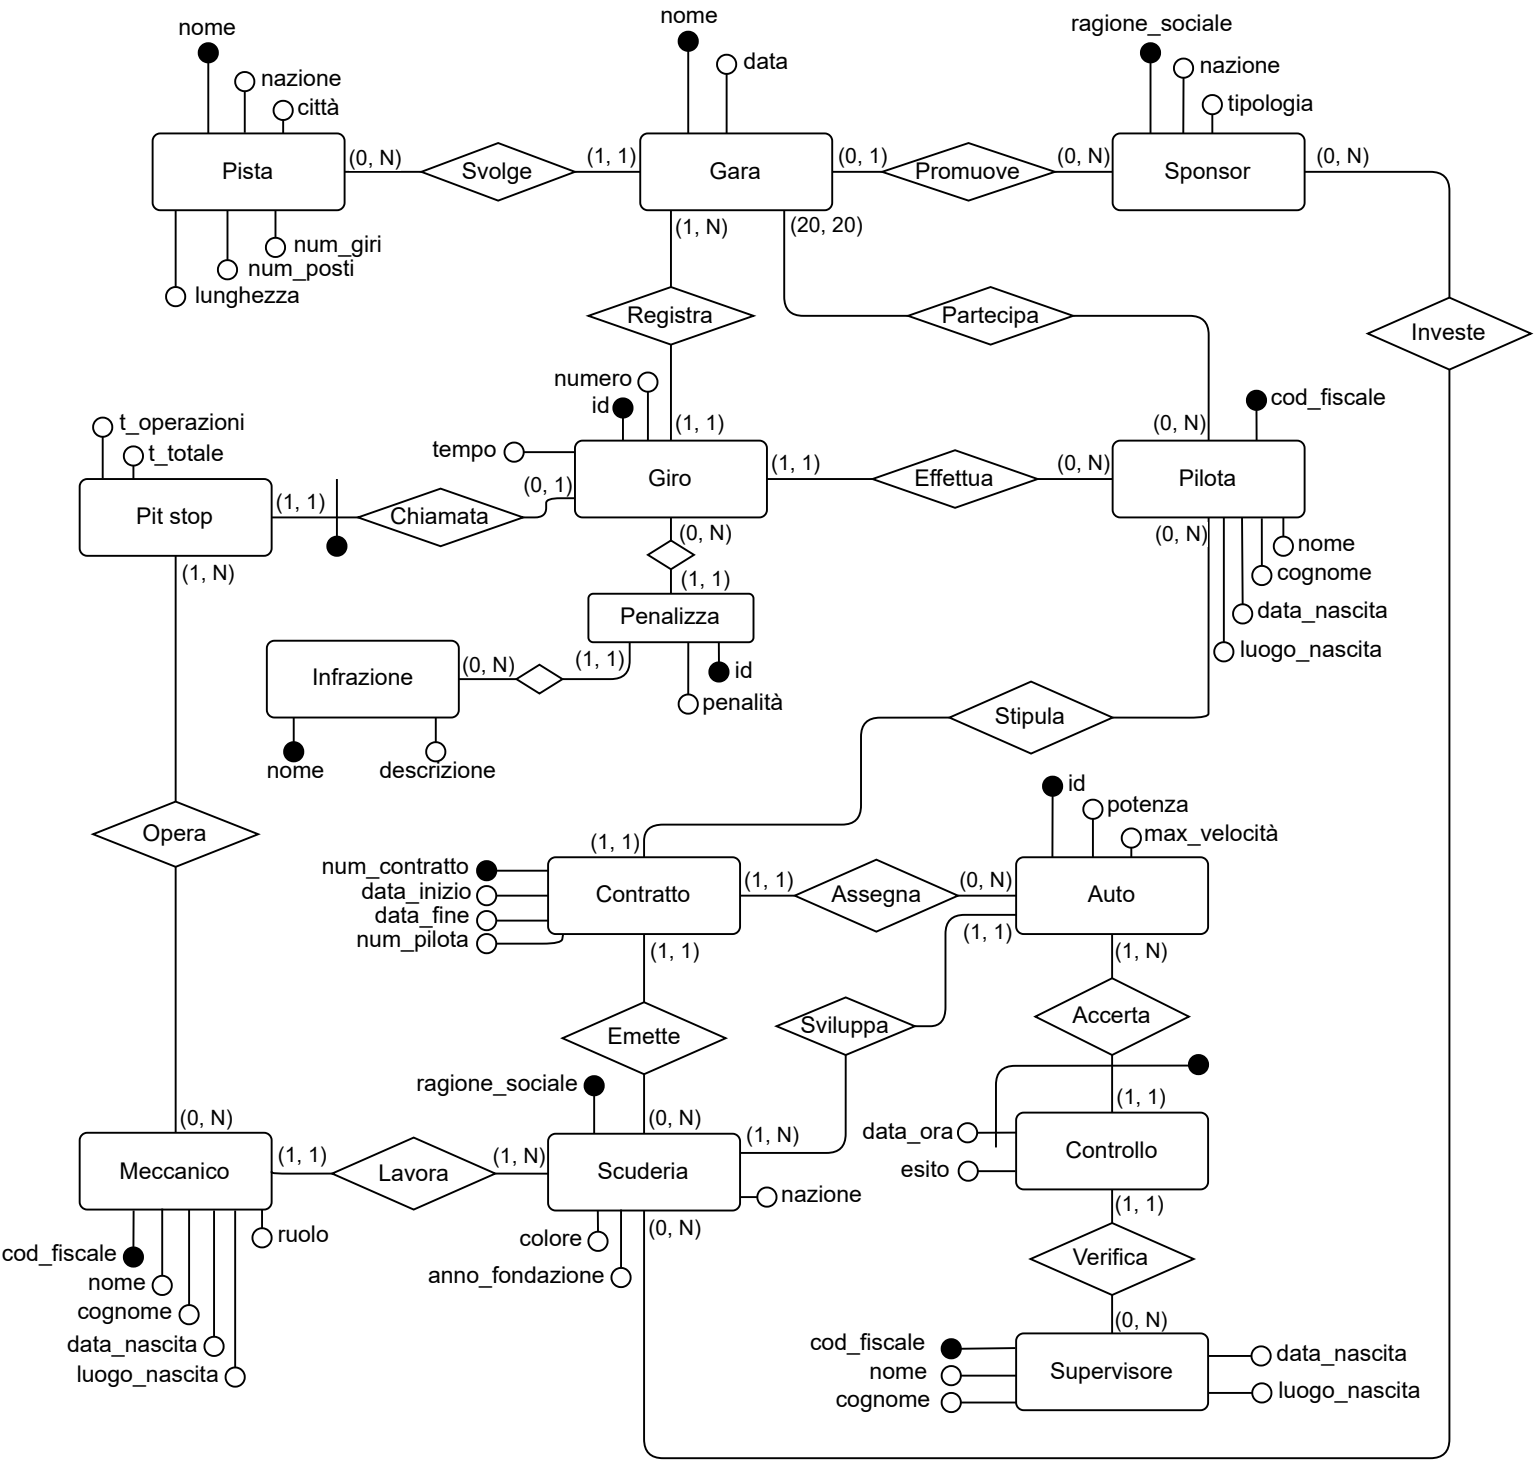 nome
nazione
città
Pista
(0, N)
Svolge
(1, 1)
nome
data
Gara
(0, 1)
Promuove
(0, N)
ragione_sociale
nazione
tipologia
Sponsor
(0, N)
num_giri
num_posti
lunghezza
(1, N)
(20, 20)
Registra
Partecipa
Investe
numero
id
tempo
(1, 1)
(0, N)
cod_fiscale
t_operazioni
t_totale
Pit stop
(1, 1)
Chiamata
(0, 1)
Giro
(1, 1)
Effettua
(0, N)
Pilota
(1, N)
(0, N)
(0, N)
nome
cognome
data_nascita
luogo_nascita
(1, 1)
Penalizza
Infrazione
(0, N)
(1, 1)
id
penalità
nome
descrizione
Stipula
Opera
id
potenza
max_velocità
(1, 1)
num_contratto
data_inizio
data_fine
num_pilota
Contratto
(1, 1)
Assegna
(0, N)
Auto
(1, 1)
(1, 1)
(1, N)
Emette
Sviluppa
Accerta
ragione_sociale
(0, N)
(0, N)
(1, N)
(1, 1)
Meccanico
(1, 1)
Lavora
(1, N)
Scuderia
nazione
data_ora
esito
Controllo
(1, 1)
colore
anno_fondazione
(0, N)
ruolo
cod_fiscale
nome
cognome
data_nascita
luogo_nascita
Verifica
(0, N)
cod_fiscale
nome
cognome
Supervisore
data_nascita
luogo_nascita